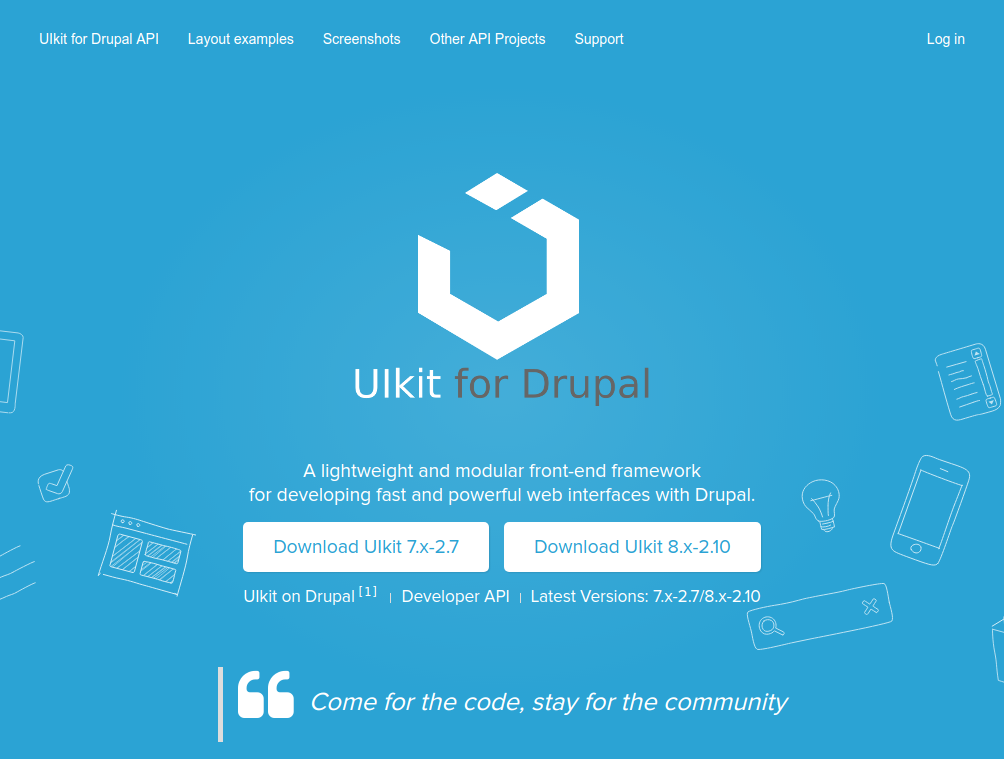 UIkit for Drupal API Layout examples Screenshots Other API Projects Support Log in
UIkit for Drupal
A lightweight and modular front-end framework
for developing fast and powerful web interfaces with Drupal.
Download UIkit 7.x-2.7 Download UIkit 8.x-2.10
UIkit on Drupal [1] | Developer API | Latest Versions: 7.x-2.7/8.x-2.10
Come for the code, stay for the community